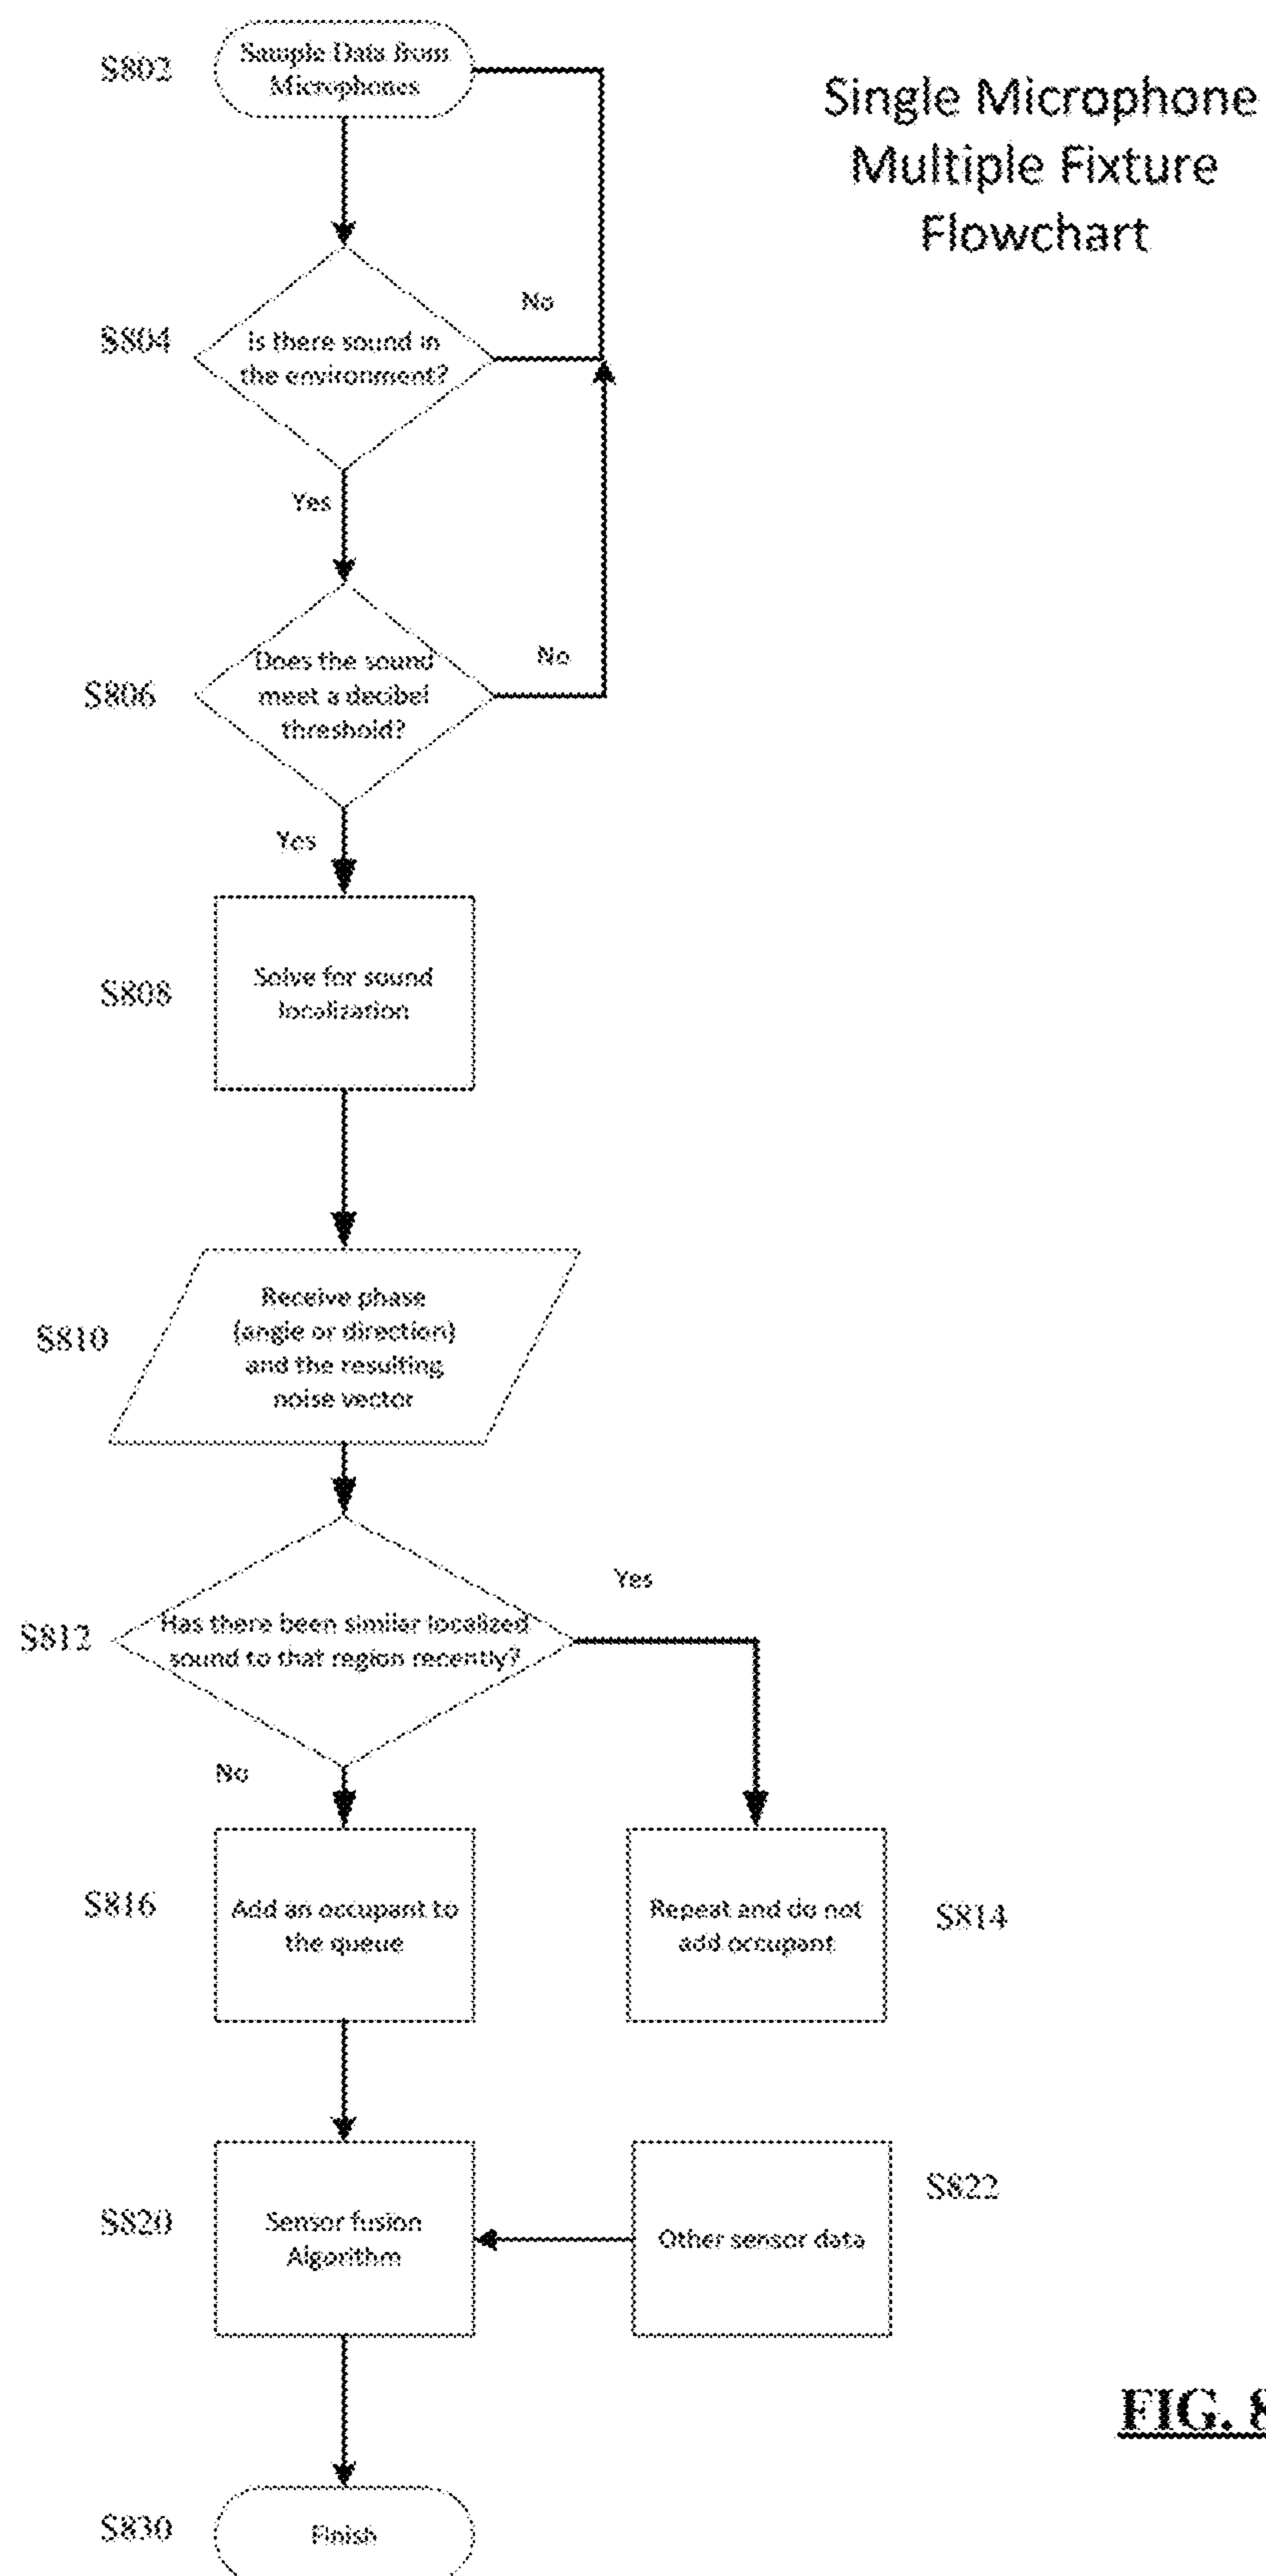 Single Microphone
Multiple Fixture
Flowchart
S802
Sample Data from
Microphones
S804
Is there sound in
the environment?
No
Yes
S806
Does the sound
meet a decibel
threshold?
No
Yes
S808
Solve for sound
localization
S810
Receive phase
(angle or direction)
and the resulting
noise vector
S812
Has there been similar localized
sound to that region recently?
Yes
No
S816
Add an occupant to
the queue
Repeat and do not
add occupant
S814
S820
Sensor fusion
Algorithm
Other sensor data
S822
FIG. 8
S830
Finish